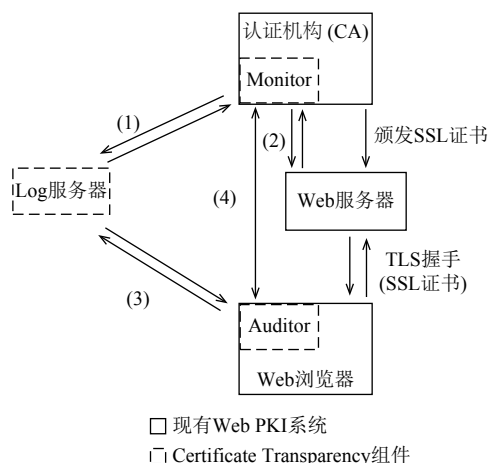 认证机构 (CA)
Monitor
(1)
(2)
颁发SSL证书
Log服务器
(4)
Web服务器
TLS握手
(SSL证书)
(3)
Auditor
Web浏览器
现有Web PKI系统
Certificate Transparency组件